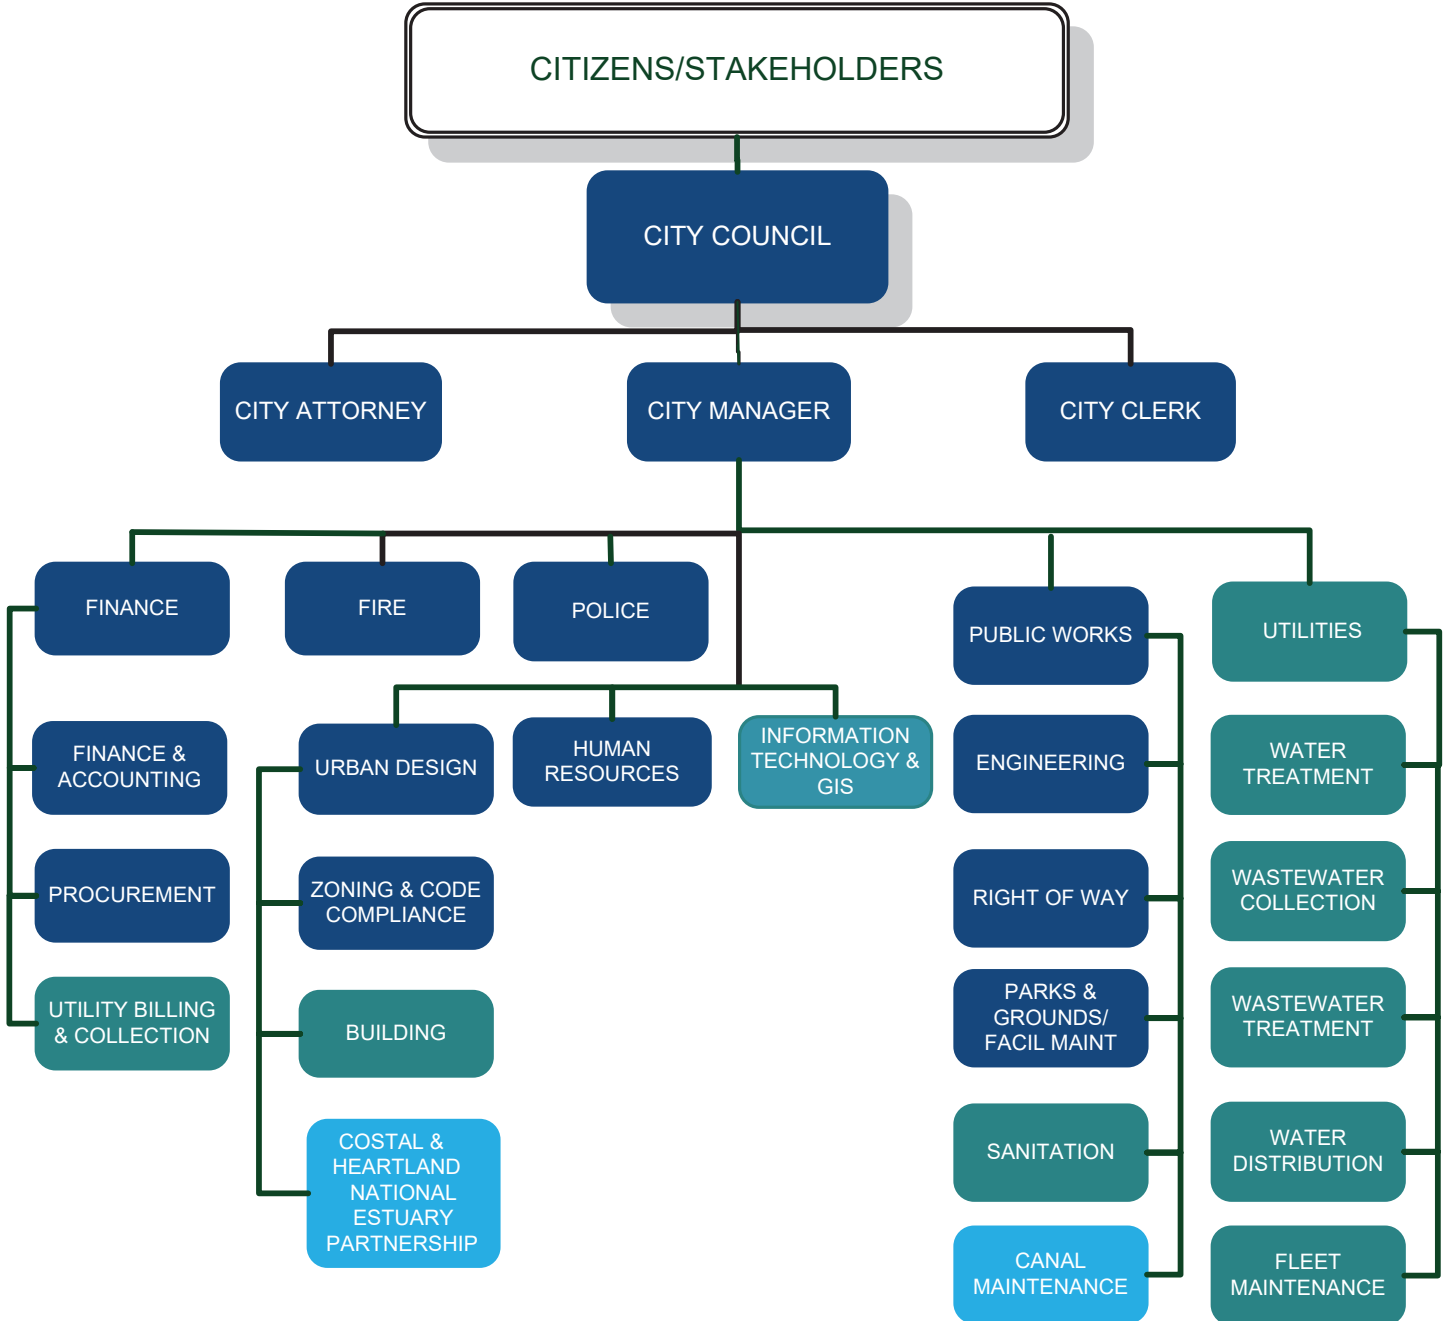 CITIZENS/STAKEHOLDERS
CITY COUNCIL
CITY ATTORNEY
CITY MANAGER
CITY CLERK
FINANCE
FIRE
POLICE
PUBLIC WORKS
UTILITIES
FINANCE &
ACCOUNTING
URBAN DESIGN
HUMAN
RESOURCES
INFORMATION
TECHNOLOGY &
GIS
ENGINEERING
WATER
TREATMENT
PROCUREMENT
ZONING & CODE
COMPLIANCE
RIGHT OF WAY
WASTEWATER
COLLECTION
UTILITY BILLING
& COLLECTION
BUILDING
PARKS &
GROUNDS/
FACIL MAINT
WASTEWATER
TREATMENT
COSTAL &
HEARTLAND
NATIONAL
ESTUARY
PARTNERSHIP
SANITATION
WATER
DISTRIBUTION
CANAL
MAINTENANCE
FLEET
MAINTENANCE